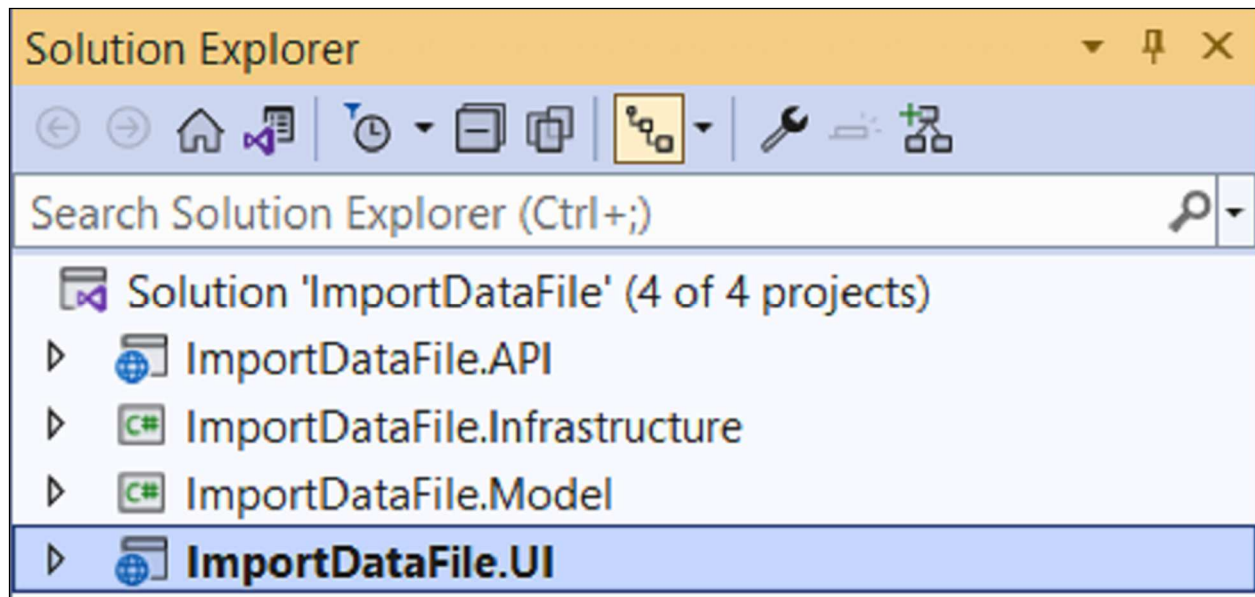 Solution Explorer
Search Solution Explorer (Ctrl+;)
Solution 'ImportDataFile' (4 of 4 projects)
ImportDataFile.API
C# ImportDataFile.Infrastructure
C# ImportDataFile.Model
ImportDataFile.UI